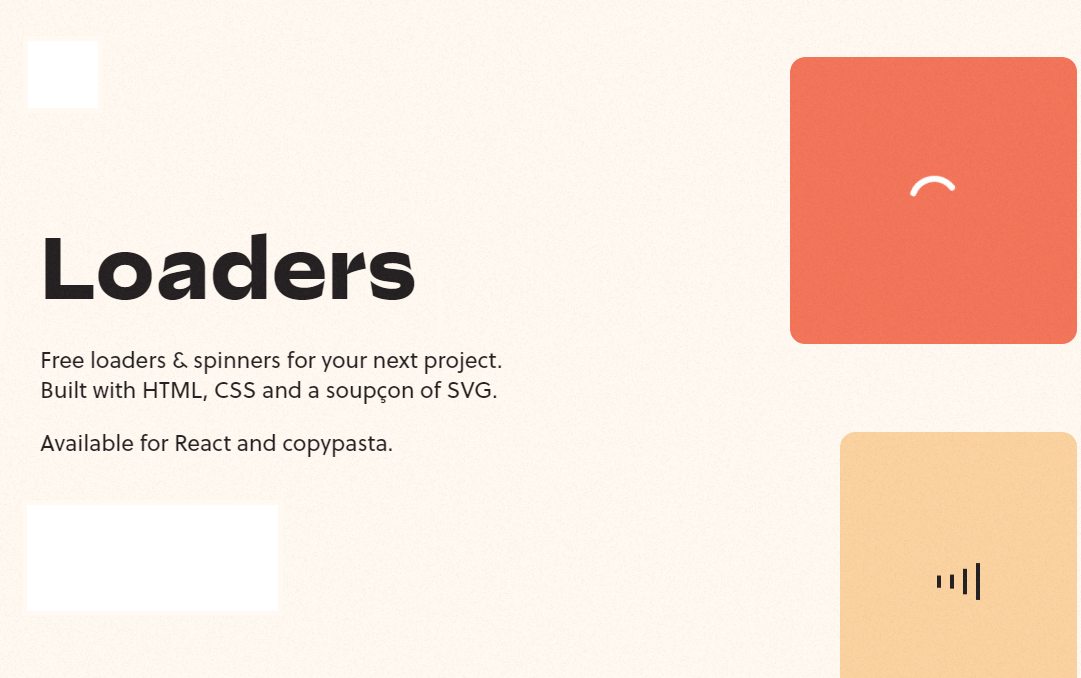 Loaders
Free loaders & spinners for your next project.
Built with HTML, CSS and a soupçon of SVG.
Available for React and copypasta.